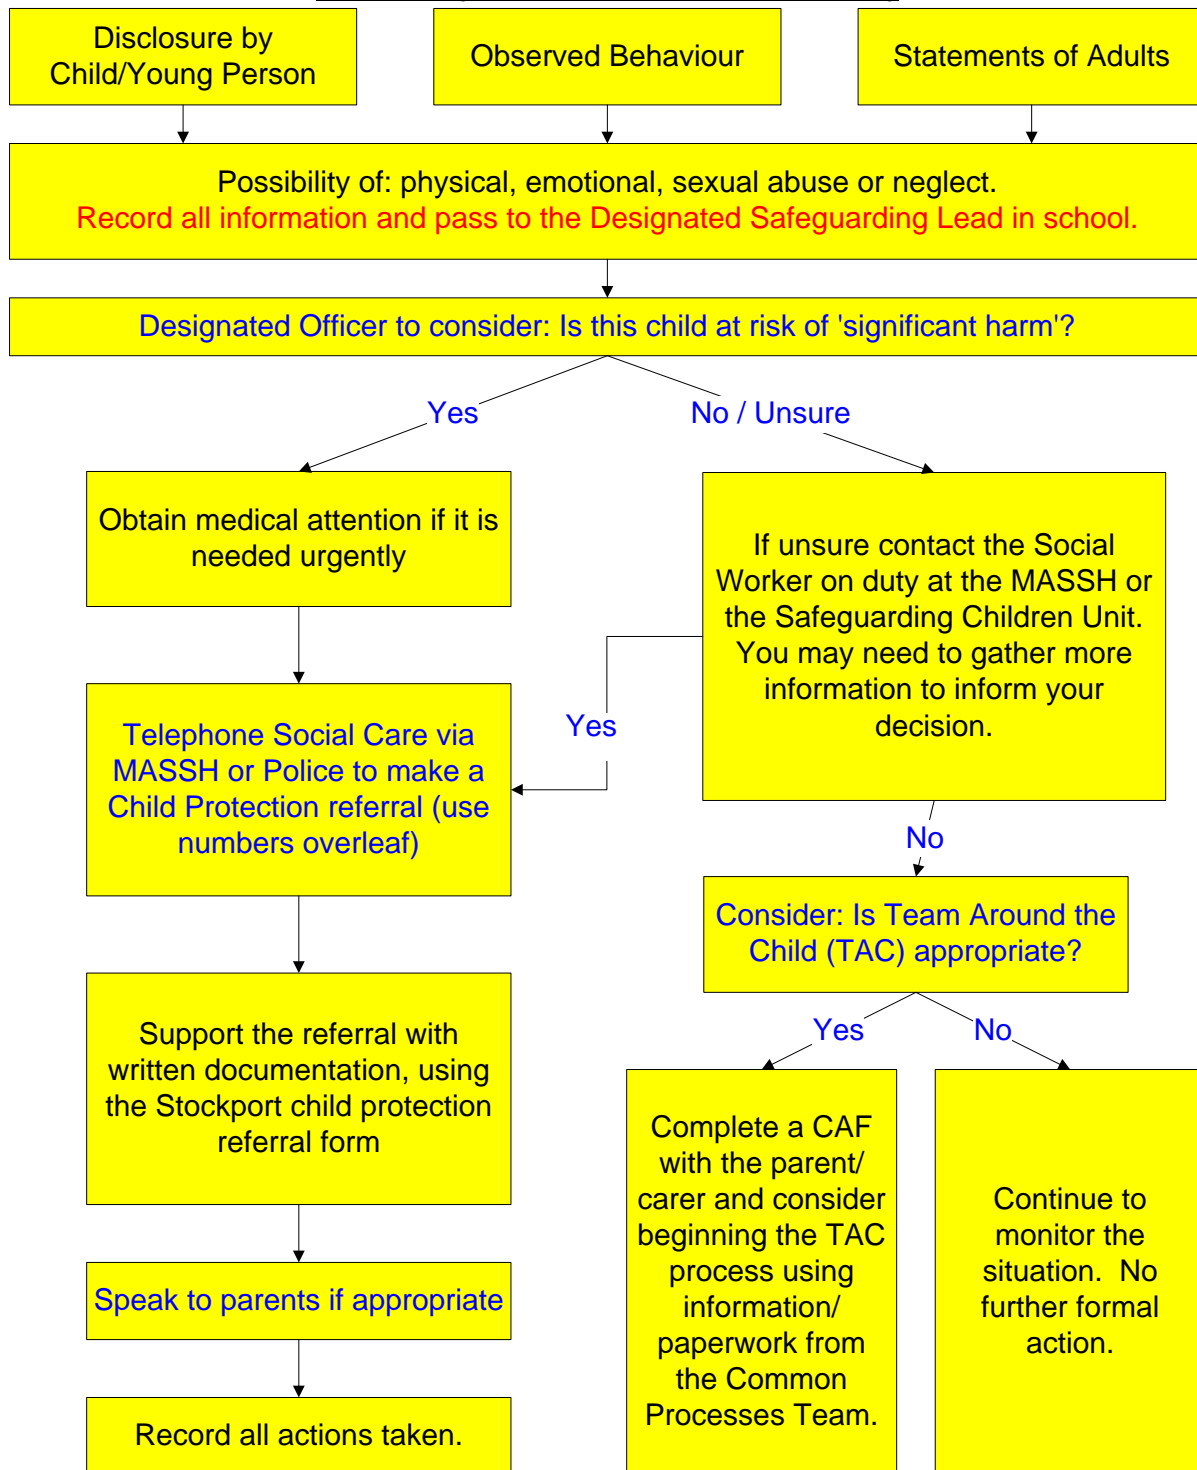 Disclosure by
Child/Young Person
Observed Behaviour
Statements of Adults
Possibility of: physical, emotional, sexual abuse or neglect.
Record all information and pass to the Designated Safeguarding Lead in school.
Designated Officer to consider: Is this child at risk of 'significant harm'?
Yes
No / Unsure
Obtain medical attention if it is
needed urgently
If unsure contact the Social
Worker on duty at the MASSH or
the Safeguarding Children Unit.
You may need to gather more
information to inform your
decision.
Yes
Telephone Social Care via
MASSH or Police to make a
Child Protection referral (use
numbers overleaf)
No
Consider: Is Team Around the
Child (TAC) appropriate?
Yes
No
Support the referral with
written documentation, using
the Stockport child protection
referral form
Complete a CAF
with the parent/
carer and consider
beginning the TAC
process using
information/
paperwork from
the Common
Processes Team.
Continue to
monitor the
situation.  No
further formal
action.
Speak to parents if appropriate
Record all actions taken.